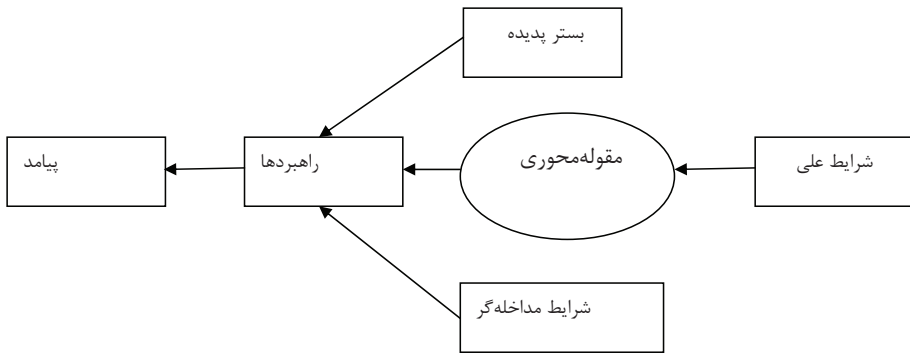 بستر پدیده
شرایط علی
مقوله‌محوری
راهبردها
پیامد
شرایط مداخله‌گر